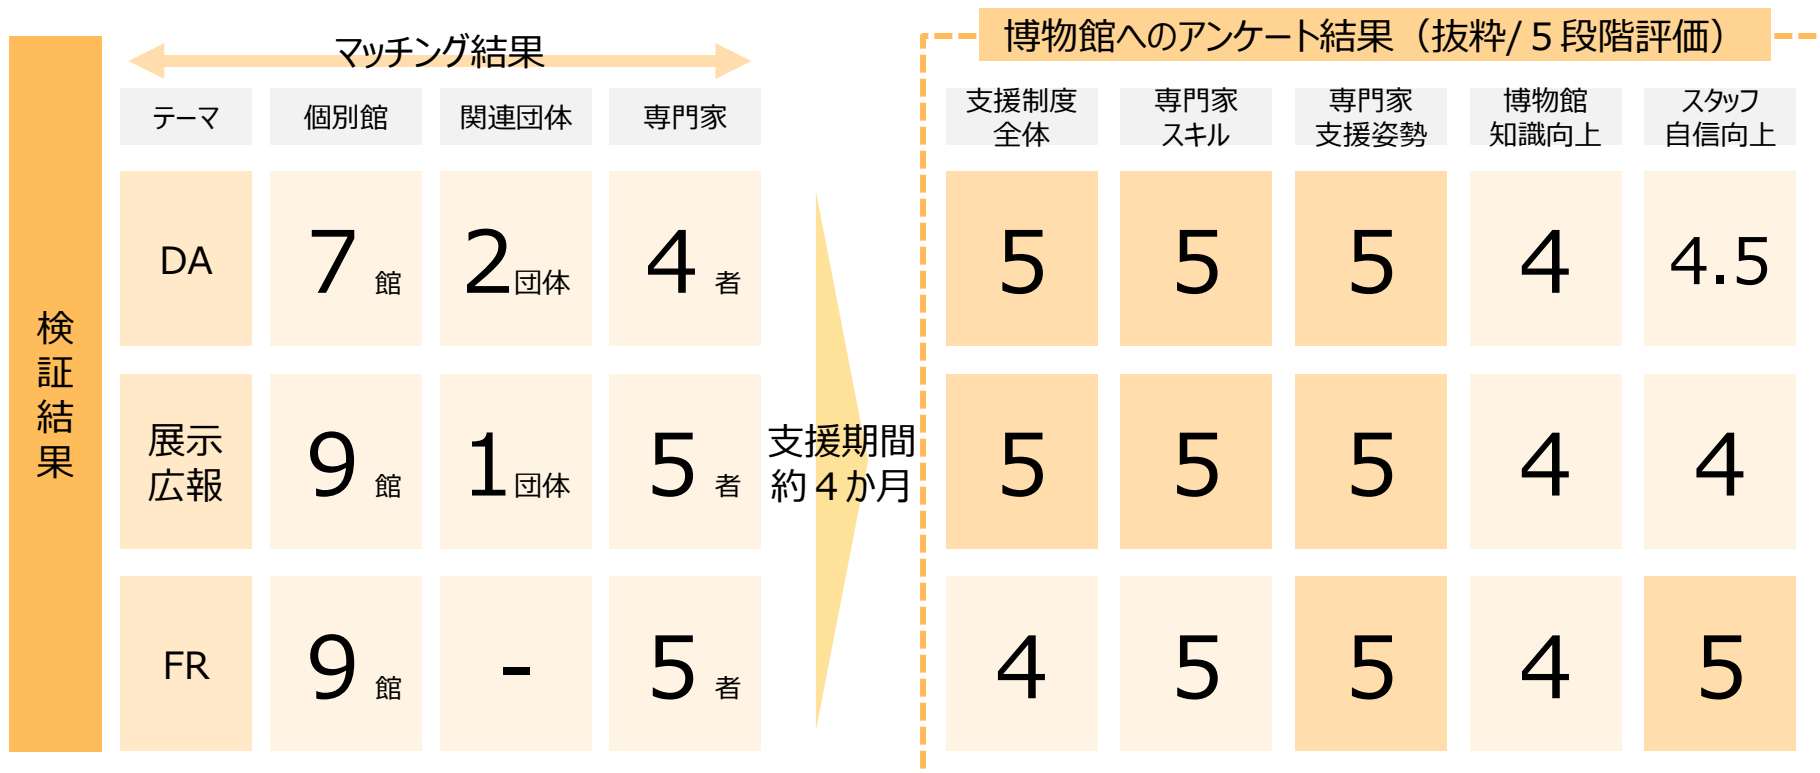 検証結果
マッチング結果
テーマ 個別館 関連団体 専門家
DA 7館 2団体 4者
展示
広報
9館 1団体 5者
FR 9館 - 5者
支援期間
約４か月
博物館へのアンケート結果（抜粋/５段階評価）
支援制度
全体
専門家
スキル
専門家
支援姿勢
博物館
知識向上
スタッフ
自信向上
5 5 5 4 4.5
5 5 5 4 4
4 5 5 4 5